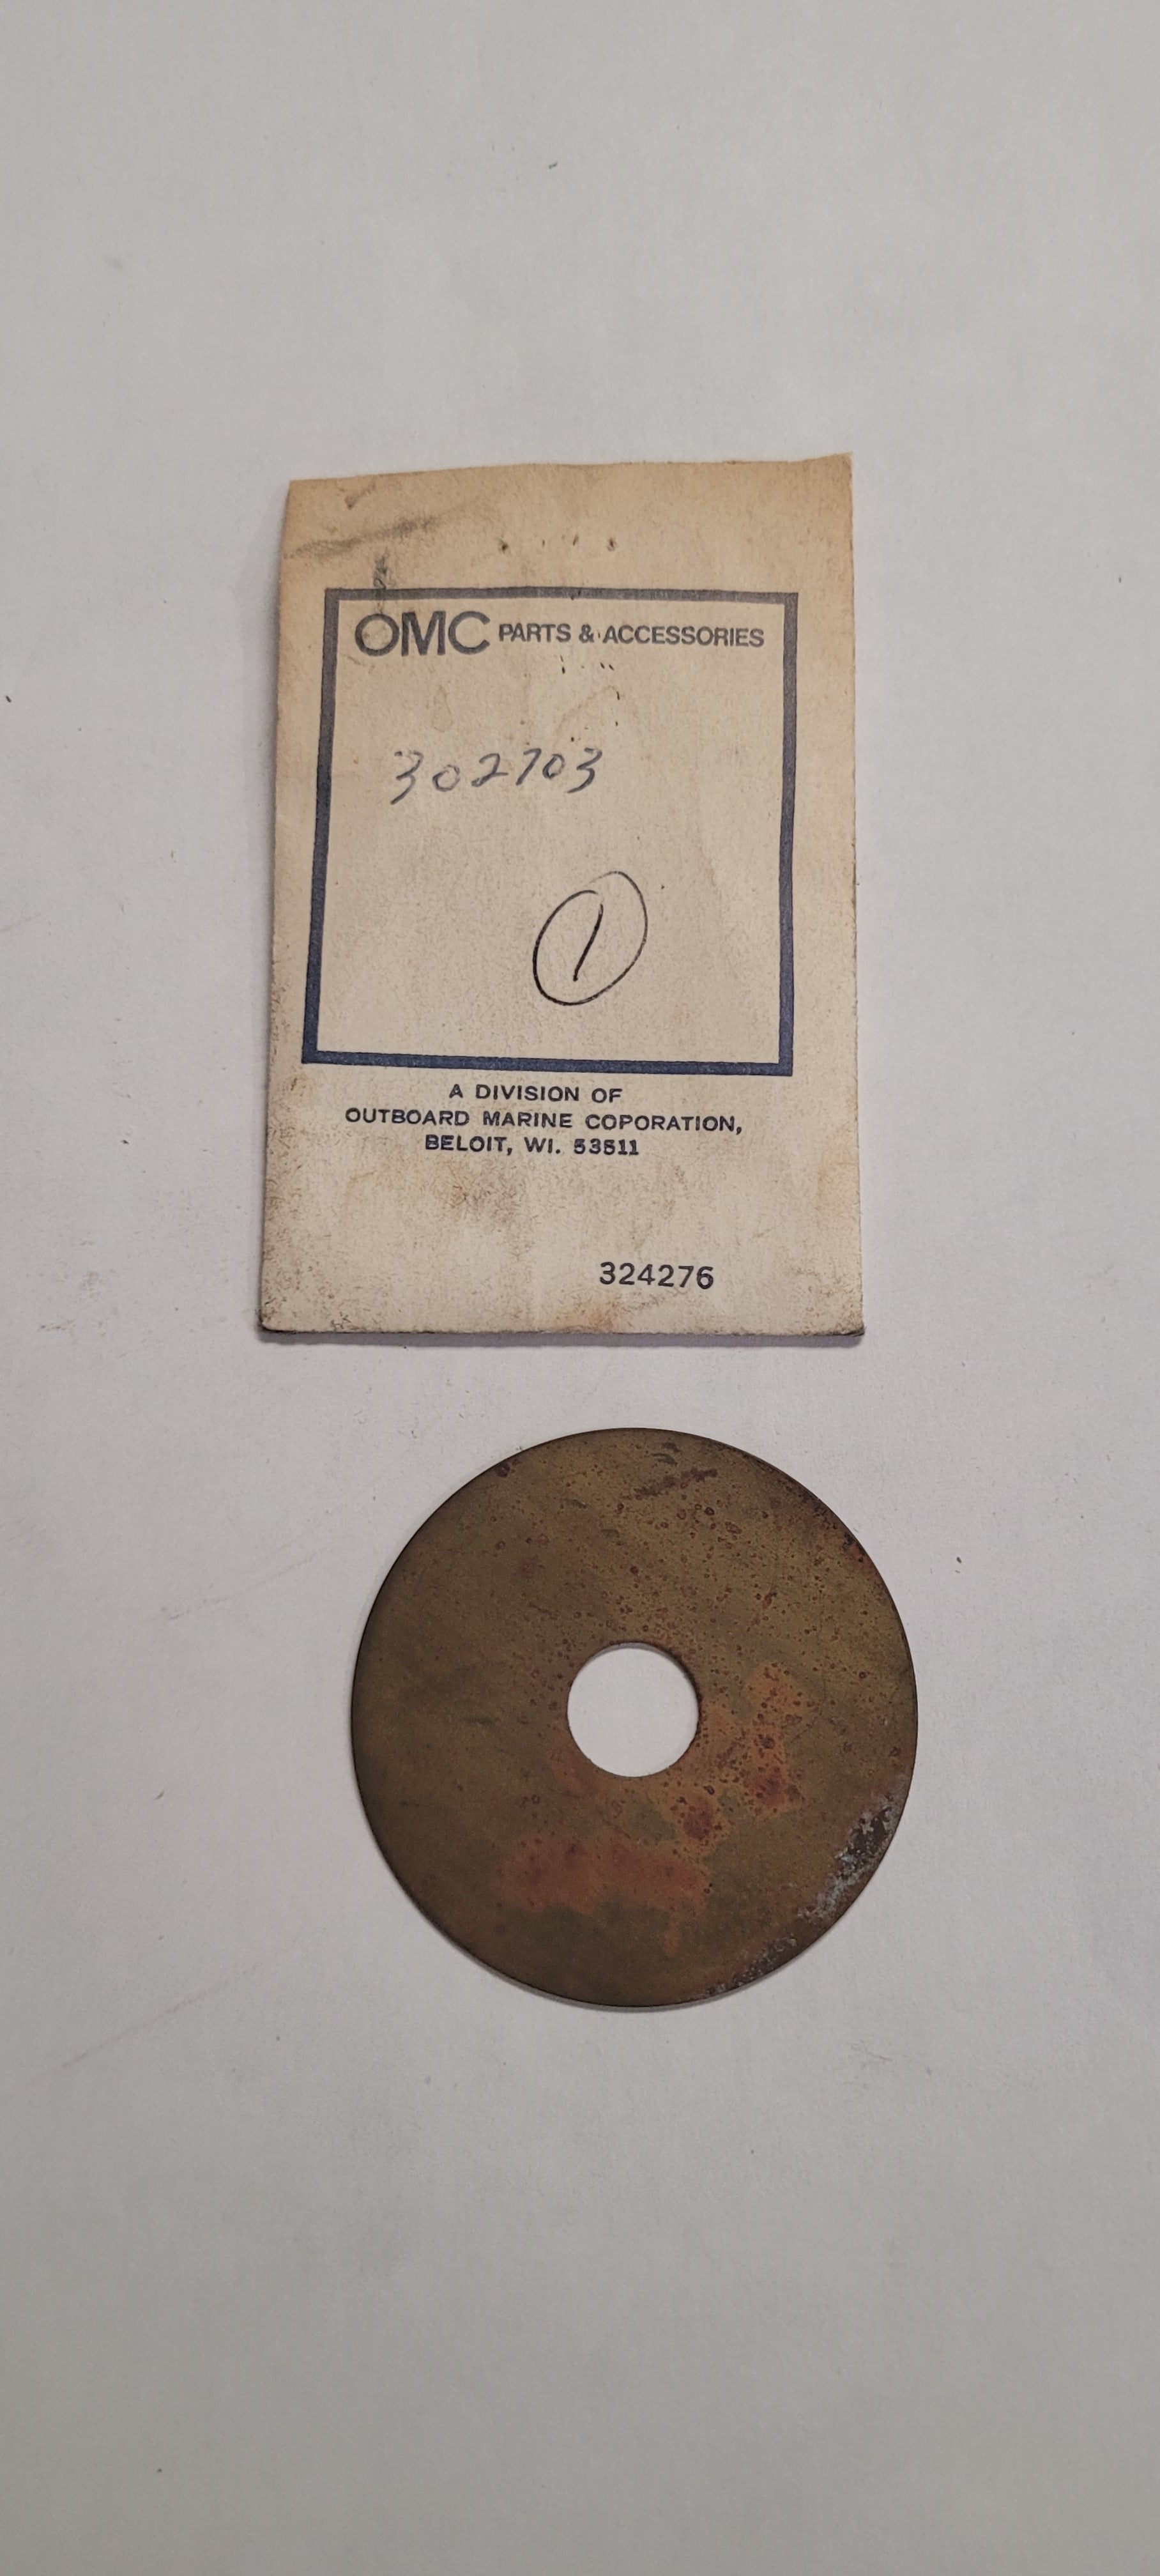 OMC PARTS & ACCESSORIES
302703
1
A DIVISION OF
OUTBOARD MARINE COPORATION,
BELOIT, WI. 53511
324276